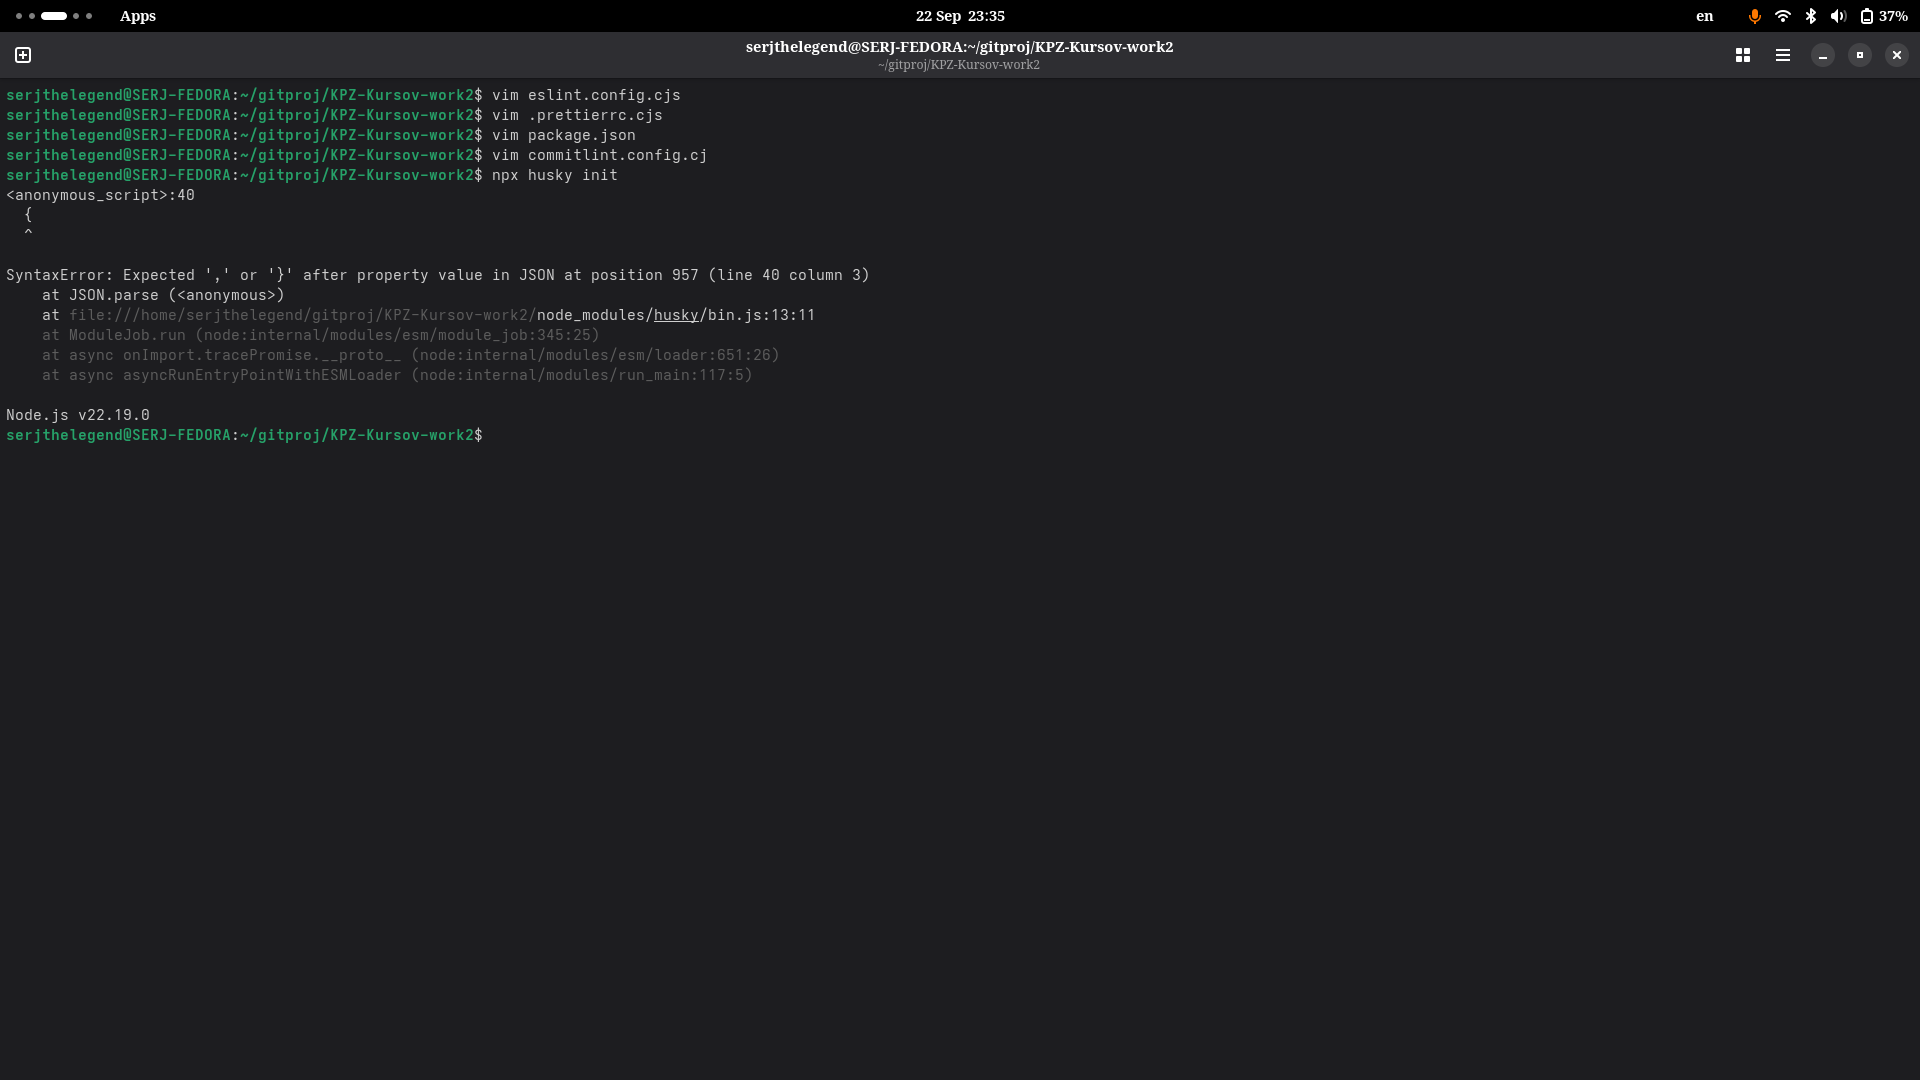 Apps
22 Sep 23:35
en
37%
serjthelegend@SERJ-FEDORA:~/gitproj/KPZ-Kursov-work2
~/gitproj/KPZ-Kursov-work2
serjthelegend@SERJ-FEDORA:~/gitproj/KPZ-Kursov-work2$ vim eslint.config.cjs
serjthelegend@SERJ-FEDORA:~/gitproj/KPZ-Kursov-work2$ vim .prettierrc.cjs
serjthelegend@SERJ-FEDORA:~/gitproj/KPZ-Kursov-work2$ vim package.json
serjthelegend@SERJ-FEDORA:~/gitproj/KPZ-Kursov-work2$ vim commitlint.config.cj
serjthelegend@SERJ-FEDORA:~/gitproj/KPZ-Kursov-work2$ npx husky init
<anonymous_script>:40
  {
  ^
SyntaxError: Expected ',' or '}' after property value in JSON at position 957 (line 40 column 3)
    at JSON.parse (<anonymous>)
    at file:///home/serjthelegend/gitproj/KPZ-Kursov-work2/node_modules/husky/bin.js:13:11
    at ModuleJob.run (node:internal/modules/esm/module_job:345:25)
    at async onImport.tracePromise.__proto__ (node:internal/modules/esm/loader:651:26)
    at async asyncRunEntryPointWithESMLoader (node:internal/modules/run_main:117:5)
Node.js v22.19.0
serjthelegend@SERJ-FEDORA:~/gitproj/KPZ-Kursov-work2$